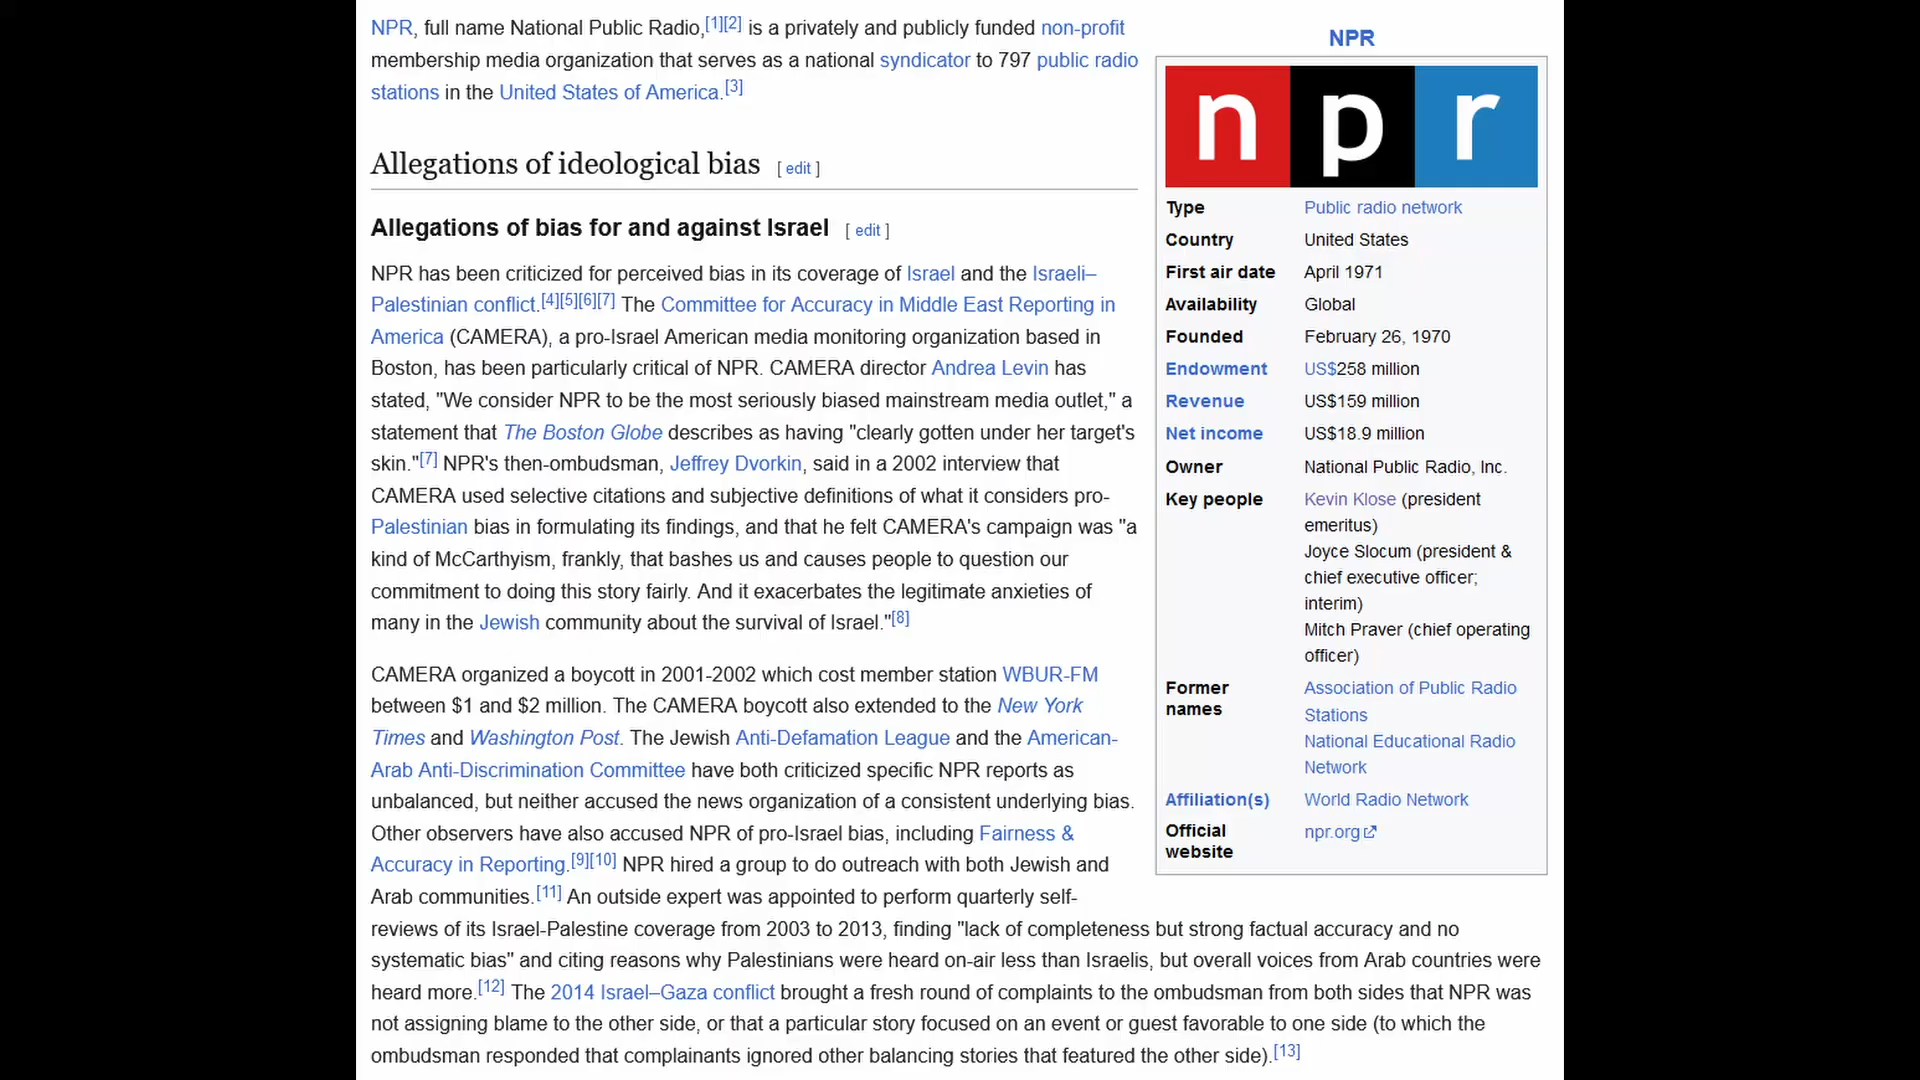 NPR, full name National Public Radio,[1][2] is a privately and publicly funded non-profit
membership media organization that serves as a national syndicator to 797 public radio
stations in the United States of America.[3]
Allegations of ideological bias [ edit ]
Allegations of bias for and against Israel [ edit ]
NPR has been criticized for perceived bias in its coverage of Israel and the Israeli–
Palestinian conflict.[4][5][6][7] The Committee for Accuracy in Middle East Reporting in
America (CAMERA), a pro-Israel American media monitoring organization based in
Boston, has been particularly critical of NPR. CAMERA director Andrea Levin has
stated, "We consider NPR to be the most seriously biased mainstream media outlet," a
statement that The Boston Globe describes as having "clearly gotten under her target's
skin."[7] NPR's then-ombudsman, Jeffrey Dvorkin, said in a 2002 interview that
CAMERA used selective citations and subjective definitions of what it considers pro-
Palestinian bias in formulating its findings, and that he felt CAMERA's campaign was "a
kind of McCarthyism, frankly, that bashes us and causes people to question our
commitment to doing this story fairly. And it exacerbates the legitimate anxieties of
many in the Jewish community about the survival of Israel."[8]
CAMERA organized a boycott in 2001-2002 which cost member station WBUR-FM
between $1 and $2 million. The CAMERA boycott also extended to the New York
Times and Washington Post. The Jewish Anti-Defamation League and the American-
Arab Anti-Discrimination Committee have both criticized specific NPR reports as
unbalanced, but neither accused the news organization of a consistent underlying bias.
Other observers have also accused NPR of pro-Israel bias, including Fairness &
Accuracy in Reporting.[9][10] NPR hired a group to do outreach with both Jewish and
Arab communities.[11] An outside expert was appointed to perform quarterly self-
reviews of its Israel-Palestine coverage from 2003 to 2013, finding "lack of completeness but strong factual accuracy and no
systematic bias" and citing reasons why Palestinians were heard on-air less than Israelis, but overall voices from Arab countries were
heard more.[12] The 2014 Israel–Gaza conflict brought a fresh round of complaints to the ombudsman from both sides that NPR was
not assigning blame to the other side, or that a particular story focused on an event or guest favorable to one side (to which the
ombudsman responded that complainants ignored other balancing stories that featured the other side).[13]
NPR
npr
Type Public radio network
Country United States
First air date April 1971
Availability Global
Founded February 26, 1970
Endowment US$258 million
Revenue US$159 million
Net income US$18.9 million
Owner National Public Radio, Inc.
Key people Kevin Klose (president
emeritus)
Joyce Slocum (president &
chief executive officer;
interim)
Mitch Praver (chief operating
officer)
Former Association of Public Radio
names Stations
National Educational Radio
Network
Affiliation(s) World Radio Network
Official npr.org
website